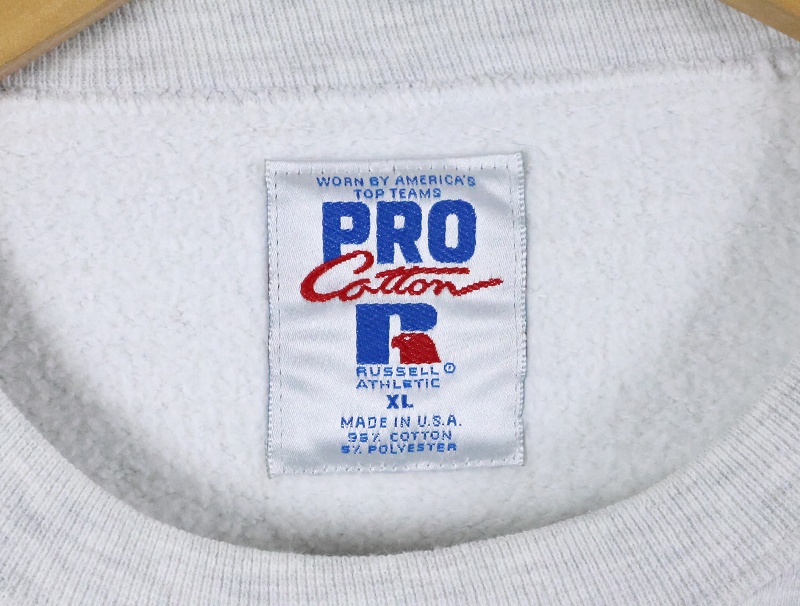 WORN BY AMERICA'S
TOP TEAMS
PRO
Cotton
R
RUSSELL®
ATHLETIC
XL
MADE IN U.S.A.
95% COTTON
5% POLYESTER